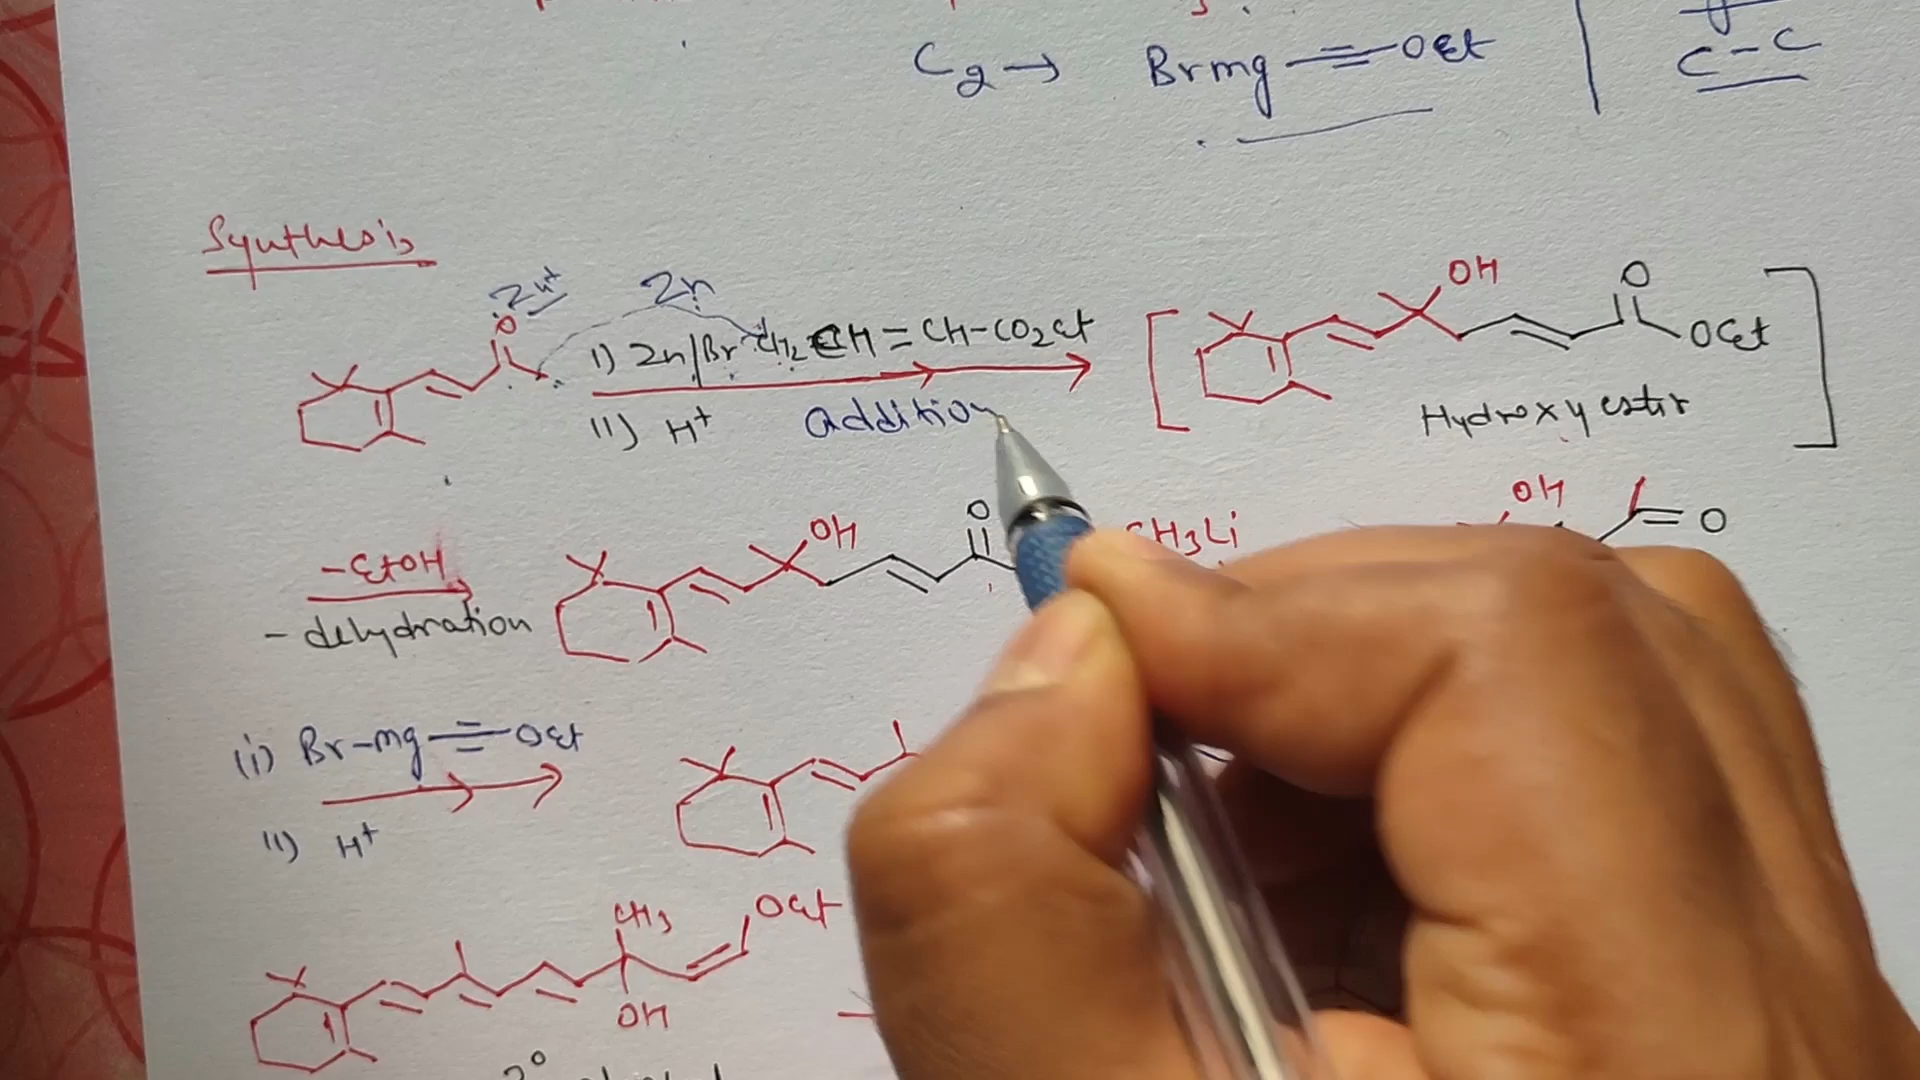 C₂ → BrMg—≡—OEt
C–C
Synthesis
Zn⁺ Zn
O
i) Zn/Br CH₂CH=CH-CO₂Et
ii) H⁺ Addition
OH O
OEt
Hydroxy ester
-EtOH
- dehydration
OH O
CH₃Li
OH O
(i) Br-Mg—≡—OEt
ii) H⁺
CH₃ OEt
OH